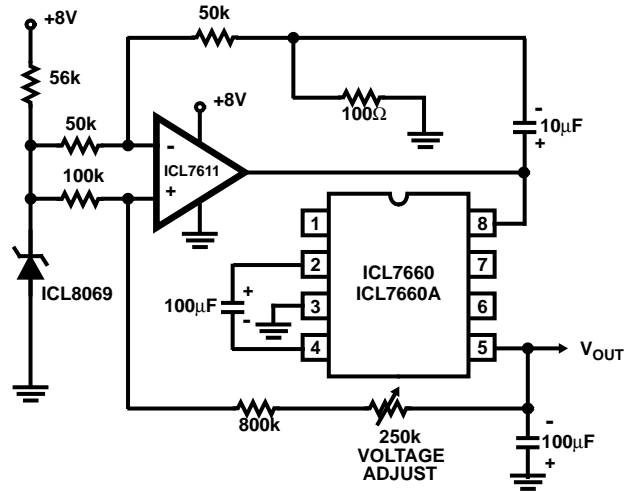 +8V
50k
56k
+8V
100Ω
-
10µF
+
50k
-
ICL7611
100k
+
ICL8069
1
8
2
ICL7660
7
ICL7660A
100µF
+
-
3
6
4
5
VOUT
800k
250k
VOLTAGE
ADJUST
-
100µF
+